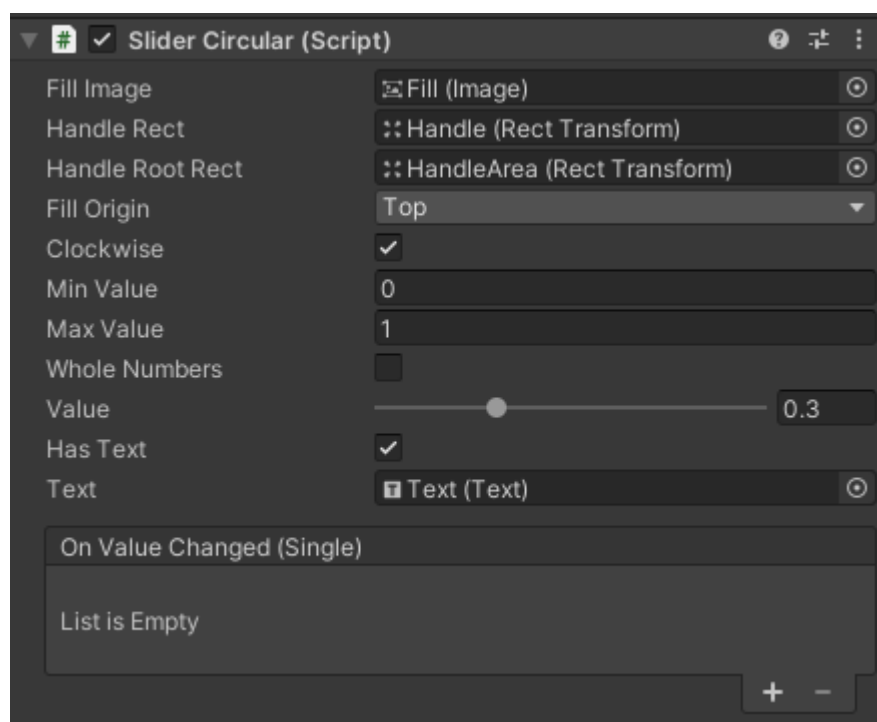 # Slider Circular (Script)
Fill Image Fill (Image)
Handle Rect Handle (Rect Transform)
Handle Root Rect HandleArea (Rect Transform)
Fill Origin Top
Clockwise
Min Value 0
Max Value 1
Whole Numbers
Value 0.3
Has Text
Text T Text (Text)
On Value Changed (Single)
List is Empty
+ −